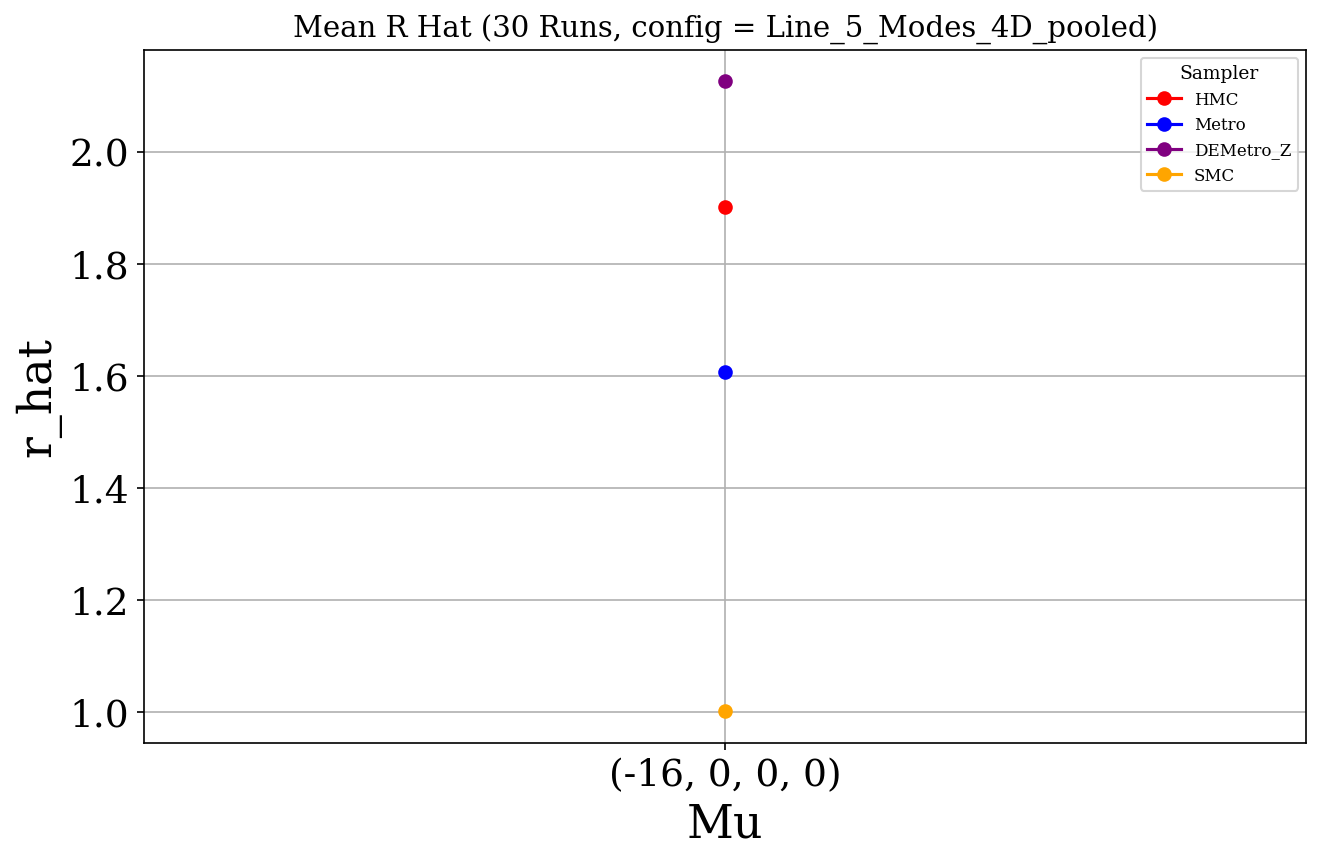 Mean R Hat (30 Runs, config = Line_5_Modes_4D_pooled)
Sampler
HMC
Metro
DEMetro_Z
SMC
r_hat
2.0
1.8
1.6
1.4
1.2
1.0
(-16, 0, 0, 0)
Mu